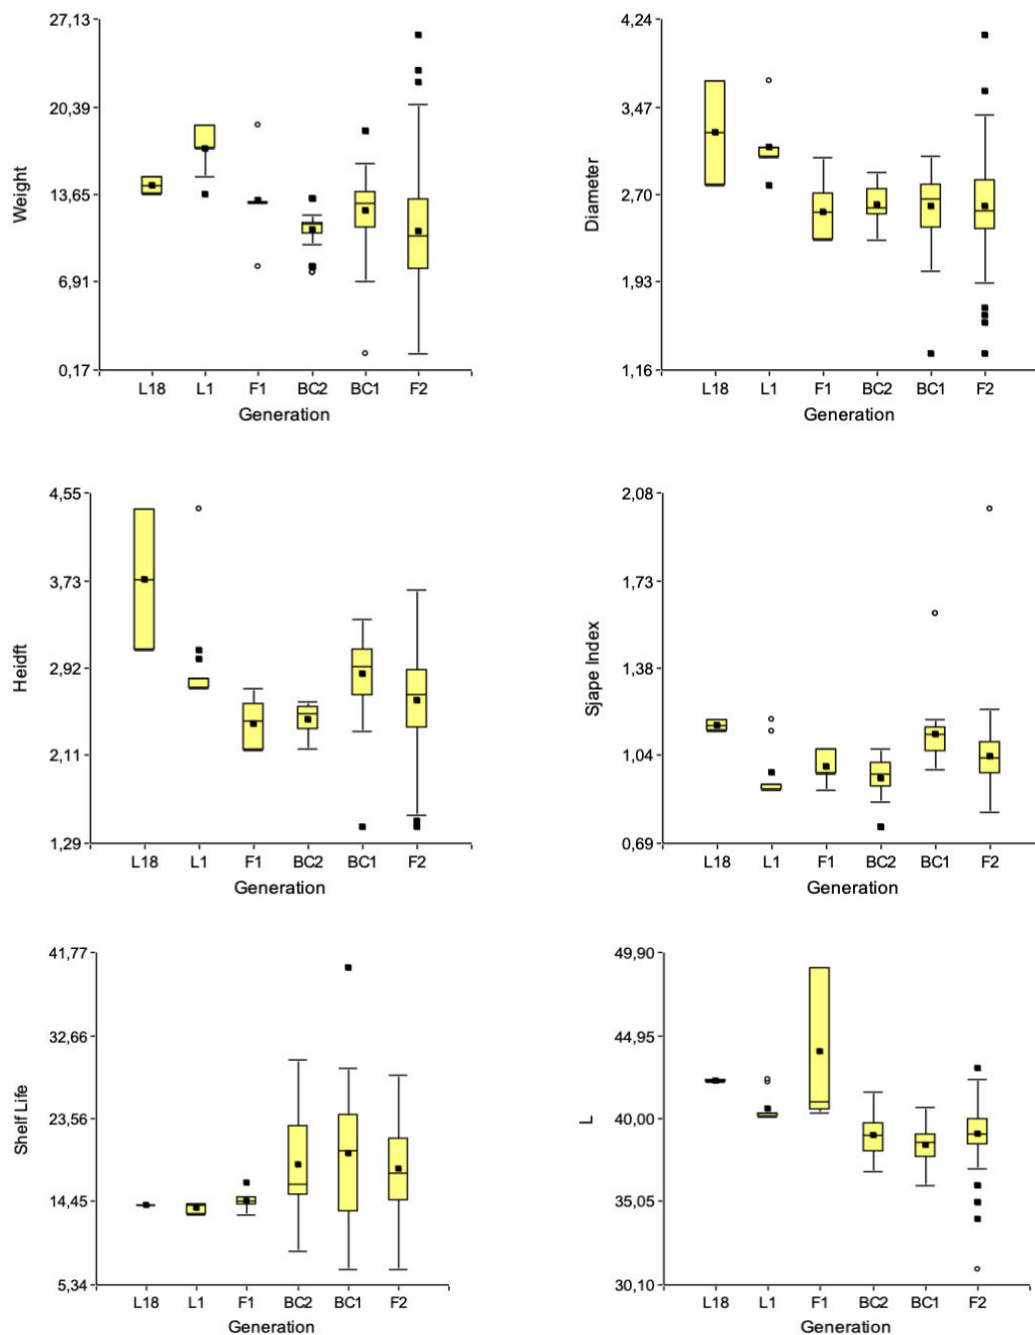 27,13
20,39
13,65
6,91
0,17
Weight
L18 L1 F1 BC2 BC1 F2
Generation
4,24
3,47
2,70
1,93
1,16
Diameter
L18 L1 F1 BC2 BC1 F2
Generation
4,55
3,73
2,92
2,11
1,29
Heidft
L18 L1 F1 BC2 BC1 F2
Generation
2,08
1,73
1,38
1,04
0,69
Sjape Index
L18 L1 F1 BC2 BC1 F2
Generation
41,77
32,66
23,56
14,45
5,34
Shelf Life
L18 L1 F1 BC2 BC1 F2
Generation
49,90
44,95
40,00
35,05
30,10
L
L18 L1 F1 BC2 BC1 F2
Generation